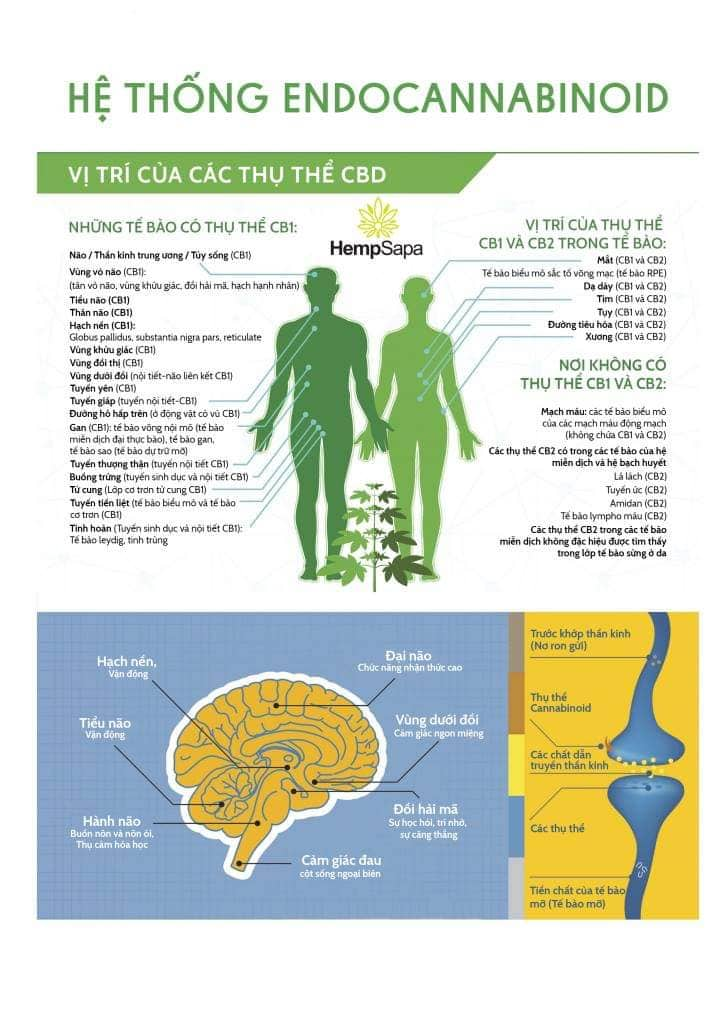 HỆ THỐNG ENDOCANNABINOID
VỊ TRÍ CỦA CÁC THỤ THỂ CBD
NHỮNG TẾ BÀO CÓ THỤ THỂ CB1:
Não / Thần kinh trung ương / Tủy sống (CB1)
Vùng vỏ não (CB1):
(tân vỏ não, vùng khứu giác, đồi hải mã, hạch hạnh nhân)
Tiểu não (CB1)
Thân não (CB1)
Hạch nền (CB1):
Globus pallidus, substantia nigra pars, reticulate
Vùng khứu giác (CB1)
Vùng đồi thị (CB1)
Vùng dưới đồi (nội tiết-não liên kết CB1)
Tuyến yên (CB1)
Tuyến giáp (tuyến nội tiết-CB1)
Đường hô hấp trên (ở động vật có vú CB1)
Gan (CB1): tế bào võng nội mô (tế bào
miễn dịch đại thực bào), tế bào gan,
tế bào sao (tế bào dự trữ mỡ)
Tuyến thượng thận (tuyến nội tiết CB1)
Buồng trứng (tuyến sinh dục và nội tiết CB1)
Tử cung (Lớp cơ trơn tử cung CB1)
Tuyến tiền liệt (tế bào biểu mô và tế bào
cơ trơn (CB1)
Tinh hoàn (Tuyến sinh dục và nội tiết CB1):
Tế bào leydig, tinh trùng
HempSapa
VỊ TRÍ CỦA THỤ THỂ
CB1 VÀ CB2 TRONG TẾ BÀO:
Mắt (CB1 và CB2)
Tế bào biểu mô sắc tố võng mạc (tế bào RPE)
Dạ dày (CB1 và CB2)
Tim (CB1 và CB2)
Tụy (CB1 và CB2)
Đường tiêu hóa (CB1 và CB2)
Xương (CB1 và CB2)
NƠI KHÔNG CÓ
THỤ THỂ CB1 VÀ CB2:
Mạch máu: các tế bào biểu mô
của các mạch máu động mạch
(không chứa CB1 và CB2)
Các thụ thể CB2 có trong các tế bào của hệ
miễn dịch và hệ bạch huyết
Lá lách (CB2)
Tuyến ức (CB2)
Amidan (CB2)
Tế bào lympho máu (CB2)
Các thụ thể CB2 trong các tế bào
miễn dịch không đặc hiệu được tìm thấy
trong lớp tế bào sừng ở da
Hạch nền,
Vận động
Tiểu não
Vận động
Hành não
Buồn nôn và nôn ói,
Thụ cảm hóa học
Đại não
Chức năng nhận thức cao
Vùng dưới đồi
Cảm giác ngon miệng
Đồi hải mã
Sự học hỏi, trí nhớ,
sự căng thẳng
Cảm giác đau
cột sống ngoại biên
Trước khớp thần kinh
(Nơ ron gửi)
Thụ thể
Cannabinoid
Các chất dẫn
truyền thần kinh
Các thụ thể
Tiền chất của tế bào
mỡ (Tế bào mỡ)